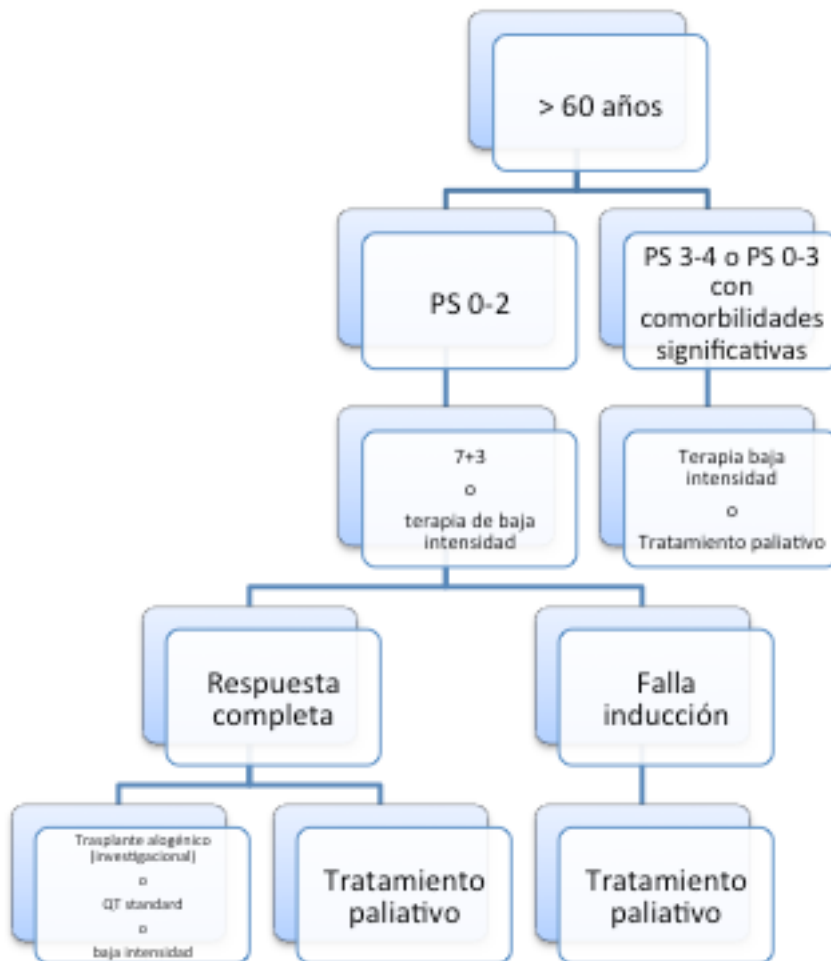 > 60 años
PS 0-2
PS 3-4 o PS 0-3
con
comorbilidades
significativas
7+3
o
terapia de baja
intensidad
Terapia baja
intensidad
o
Tratamiento paliativo
Respuesta
completa
Falla
inducción
Trasplante alogénico
(investigacional)
o
QT standard
o
baja intensidad
Tratamiento
paliativo
Tratamiento
paliativo